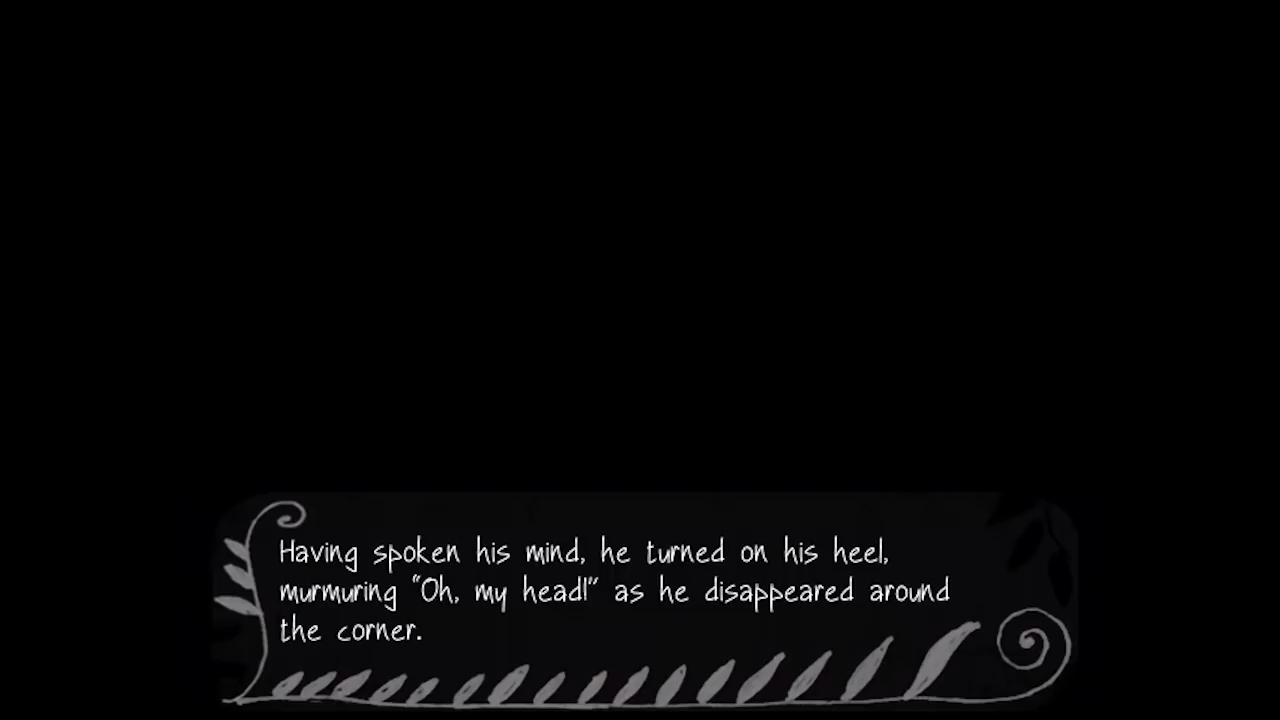 Having spoken his mind, he turned on his heel,
murmuring "Oh, my head!" as he disappeared around
the corner.